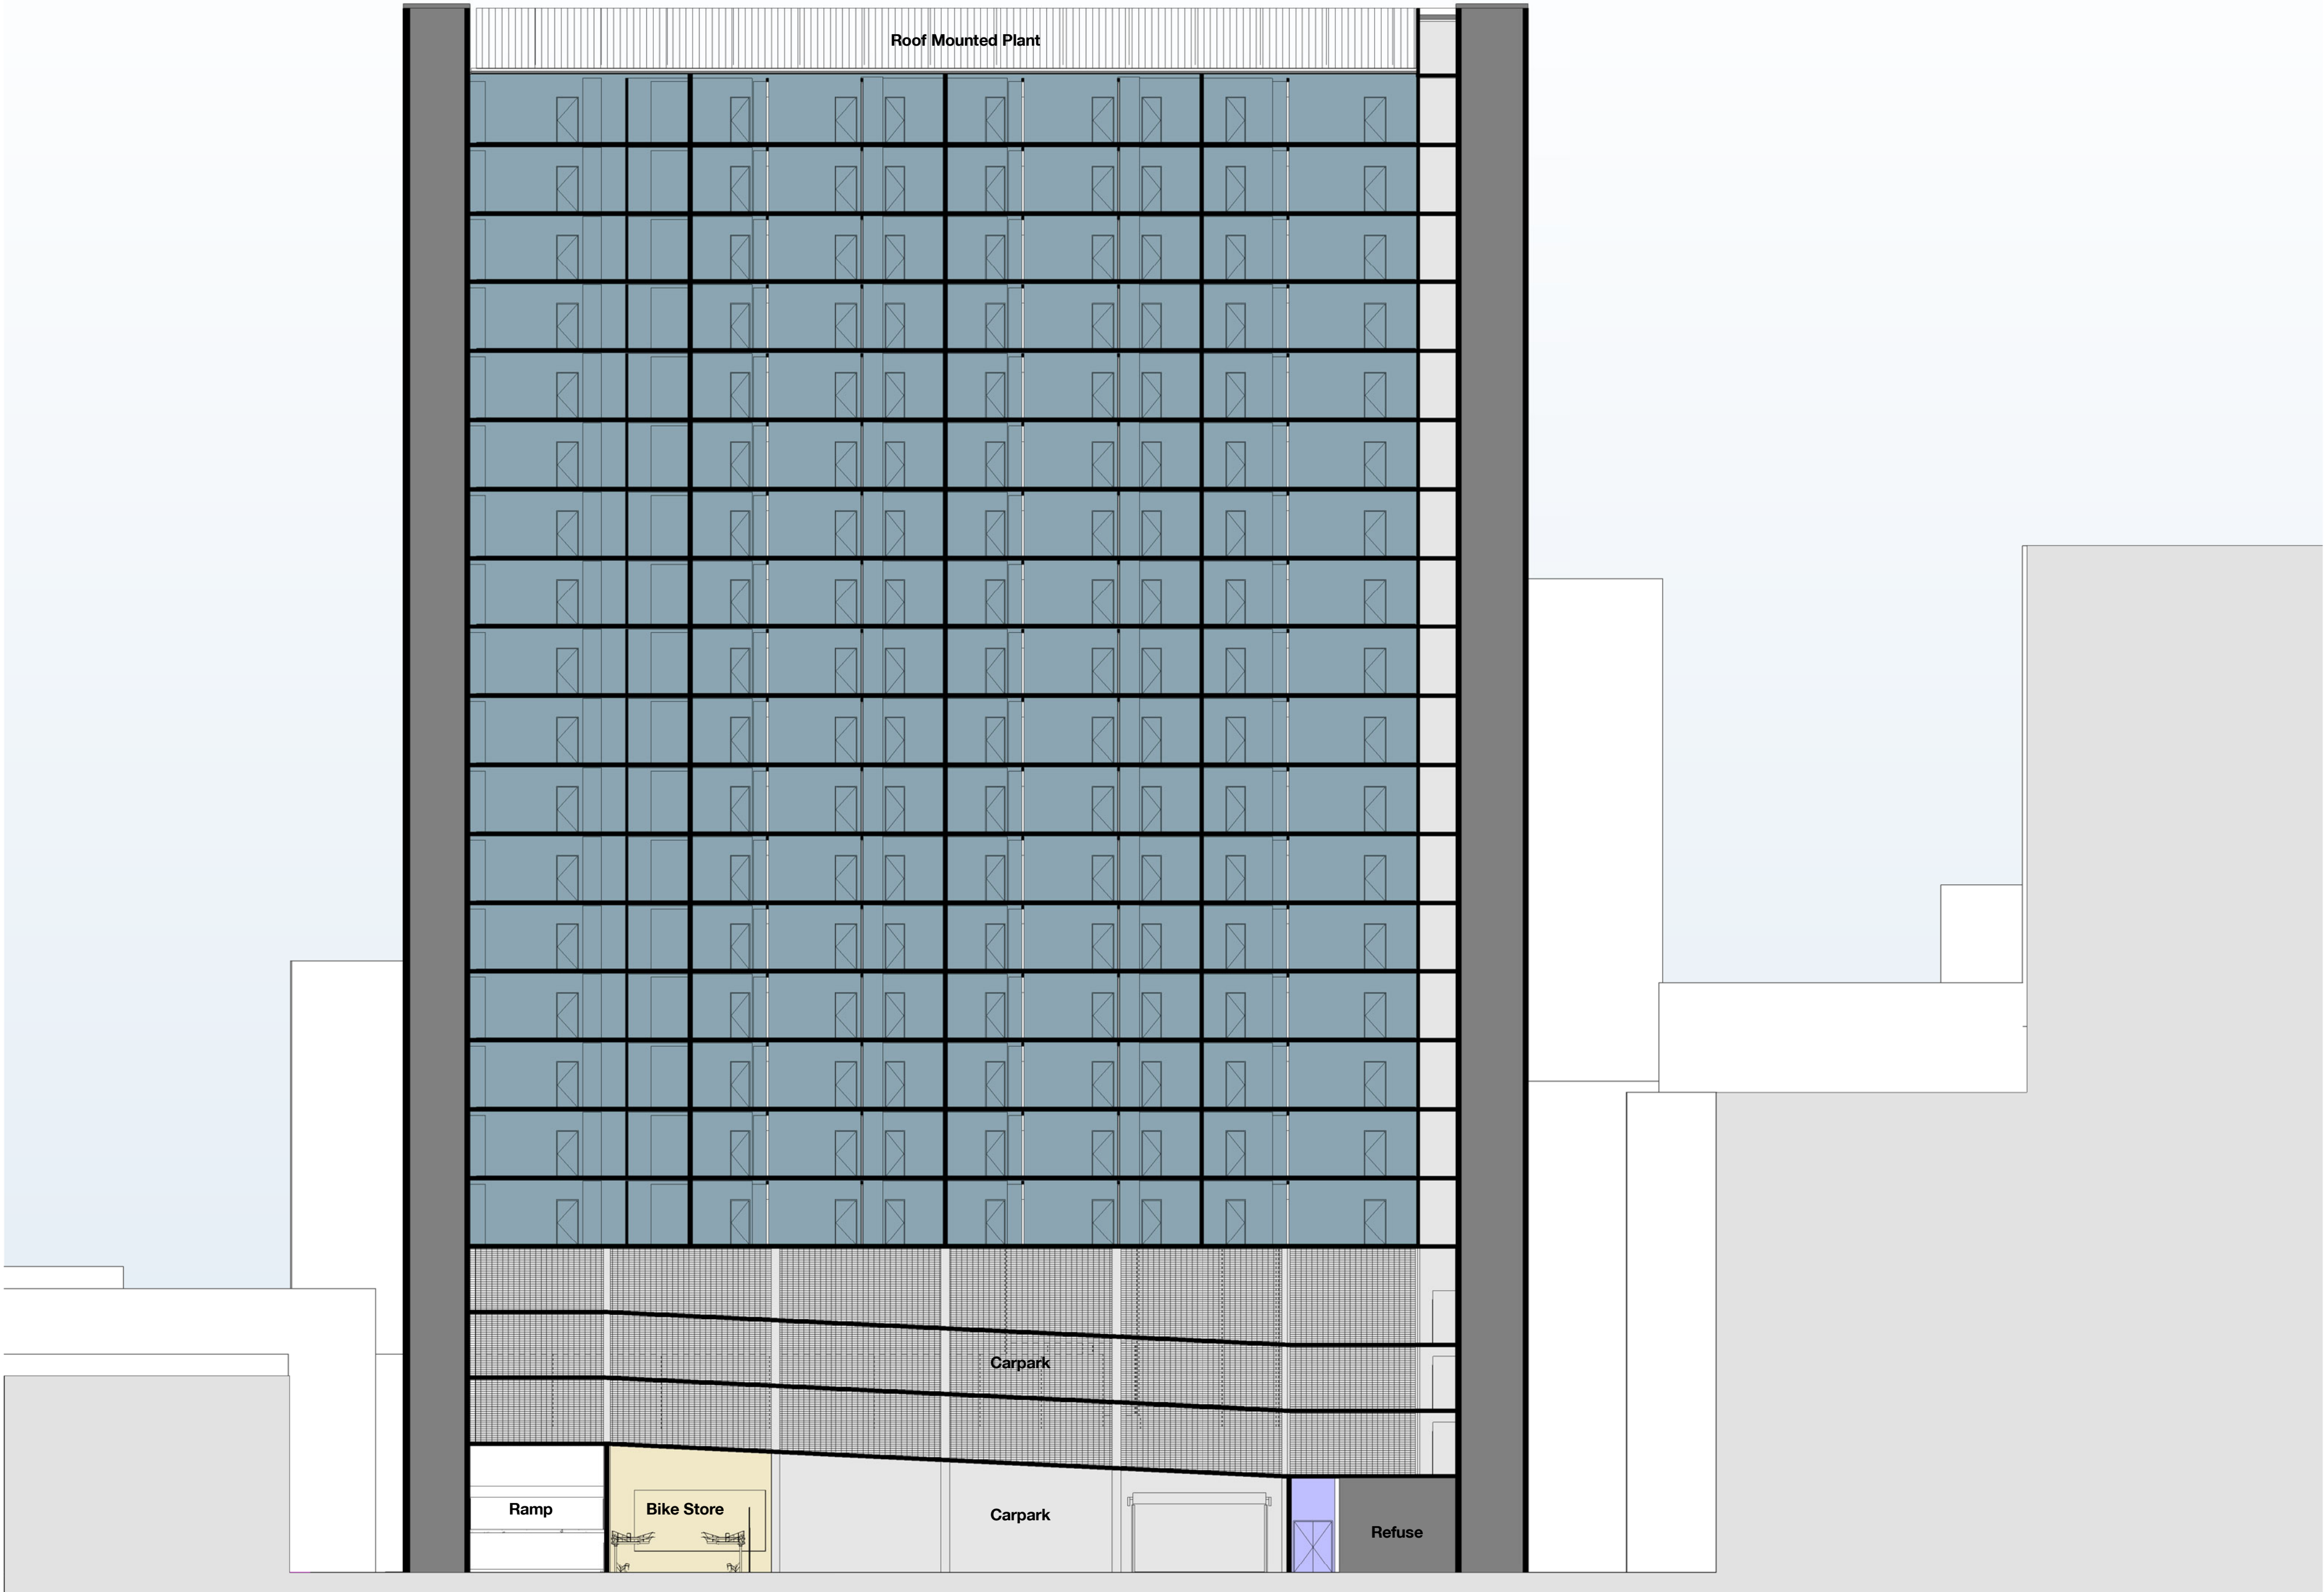 Roof Mounted Plant
Carpark
Ramp
Bike Store
Carpark
Refuse